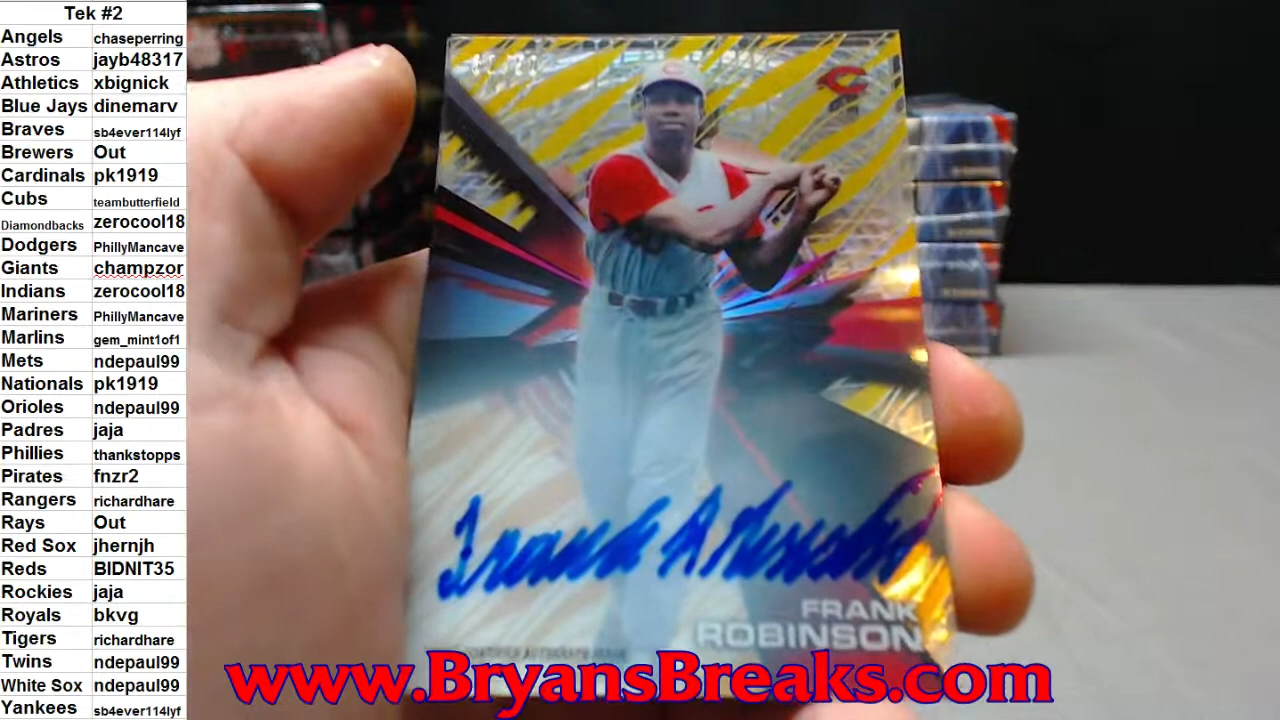 Tek #2
Angels chaseperring
Astros jayb48317
Athletics xbignick
Blue Jays dinemarv
Braves sb4ever114lyf
Brewers Out
Cardinals pk1919
Cubs teambutterfield
Diamondbacks zerocool18
Dodgers PhillyMancave
Giants champzor
Indians zerocool18
Mariners PhillyMancave
Marlins gem_mint1of1
Mets ndepaul99
Nationals pk1919
Orioles ndepaul99
Padres jaja
Phillies thankstopps
Pirates fnzr2
Rangers richardhare
Rays Out
Red Sox jhernjh
Reds BIDNIT35
Rockies jaja
Royals bkvg
Tigers richardhare
Twins ndepaul99
White Sox ndepaul99
Yankees sb4ever114lyf
C
Frank Robinson
FRANK
ROBINSON
www.BryansBreaks.com